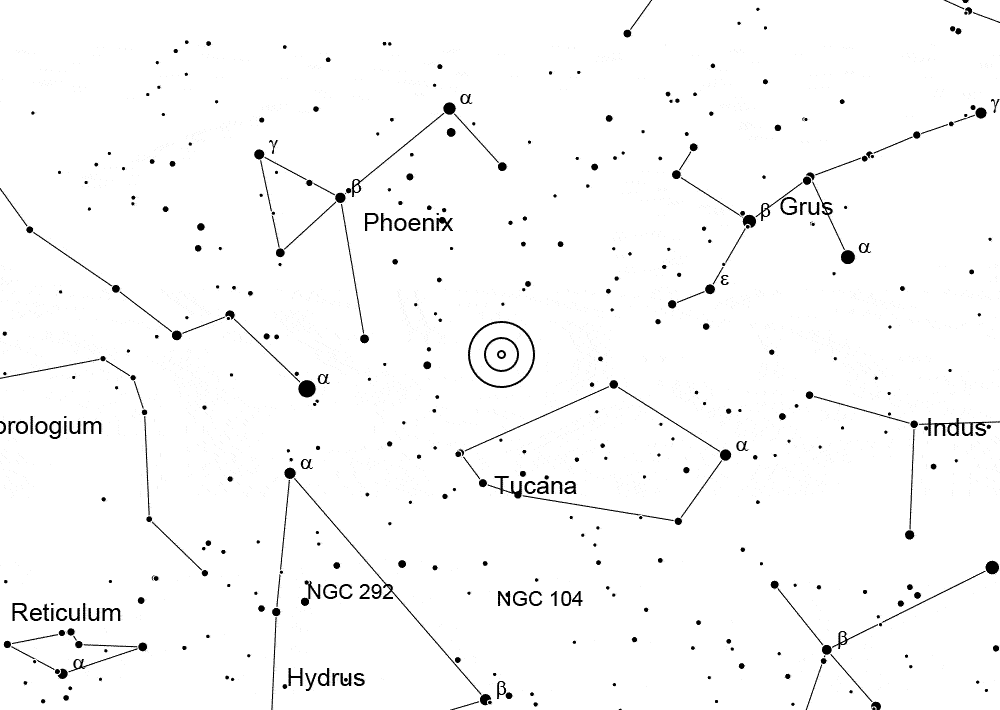 α
γ
γ
β
Phoenix
β Grus
α
ε
α
orologium
Indus
α
α
Tucana
NGC 292
NGC 104
Reticulum
β
α
Hydrus
β